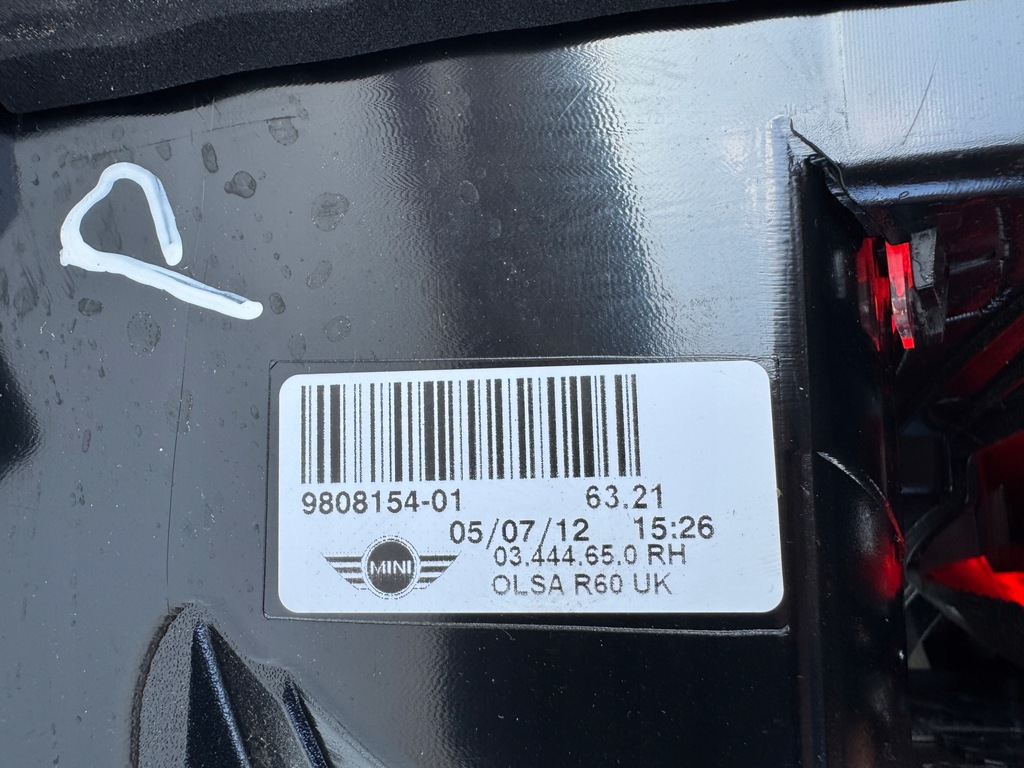 9808154-01 63.21
05/07/12 15:26
03.444.65.0 RH
MINI
OLSA R60 UK